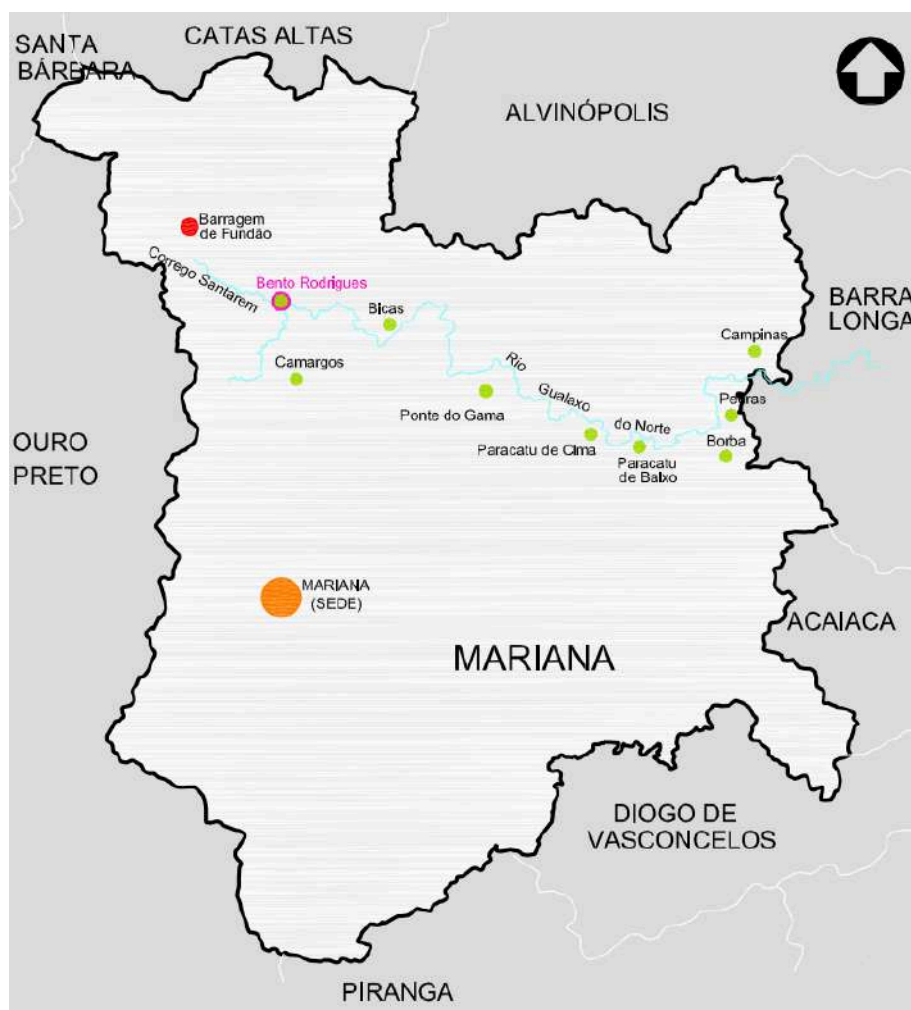 SANTA
BÁRBARA
CATAS ALTAS
ALVINÓPOLIS
Barragem
de Fundão
Corrego Santarem
Bento Rodrigues
Bicas
BARRA
LONGA
Campinas
Camargos
Rio
Gualaxo
do Norte
Pedras
Ponte do Gama
Paracatu de Cima
Borba
Paracatu
de Baixo
OURO
PRETO
MARIANA
(SEDE)
ACAIACA
MARIANA
DIOGO DE
VASCONCELOS
PIRANGA